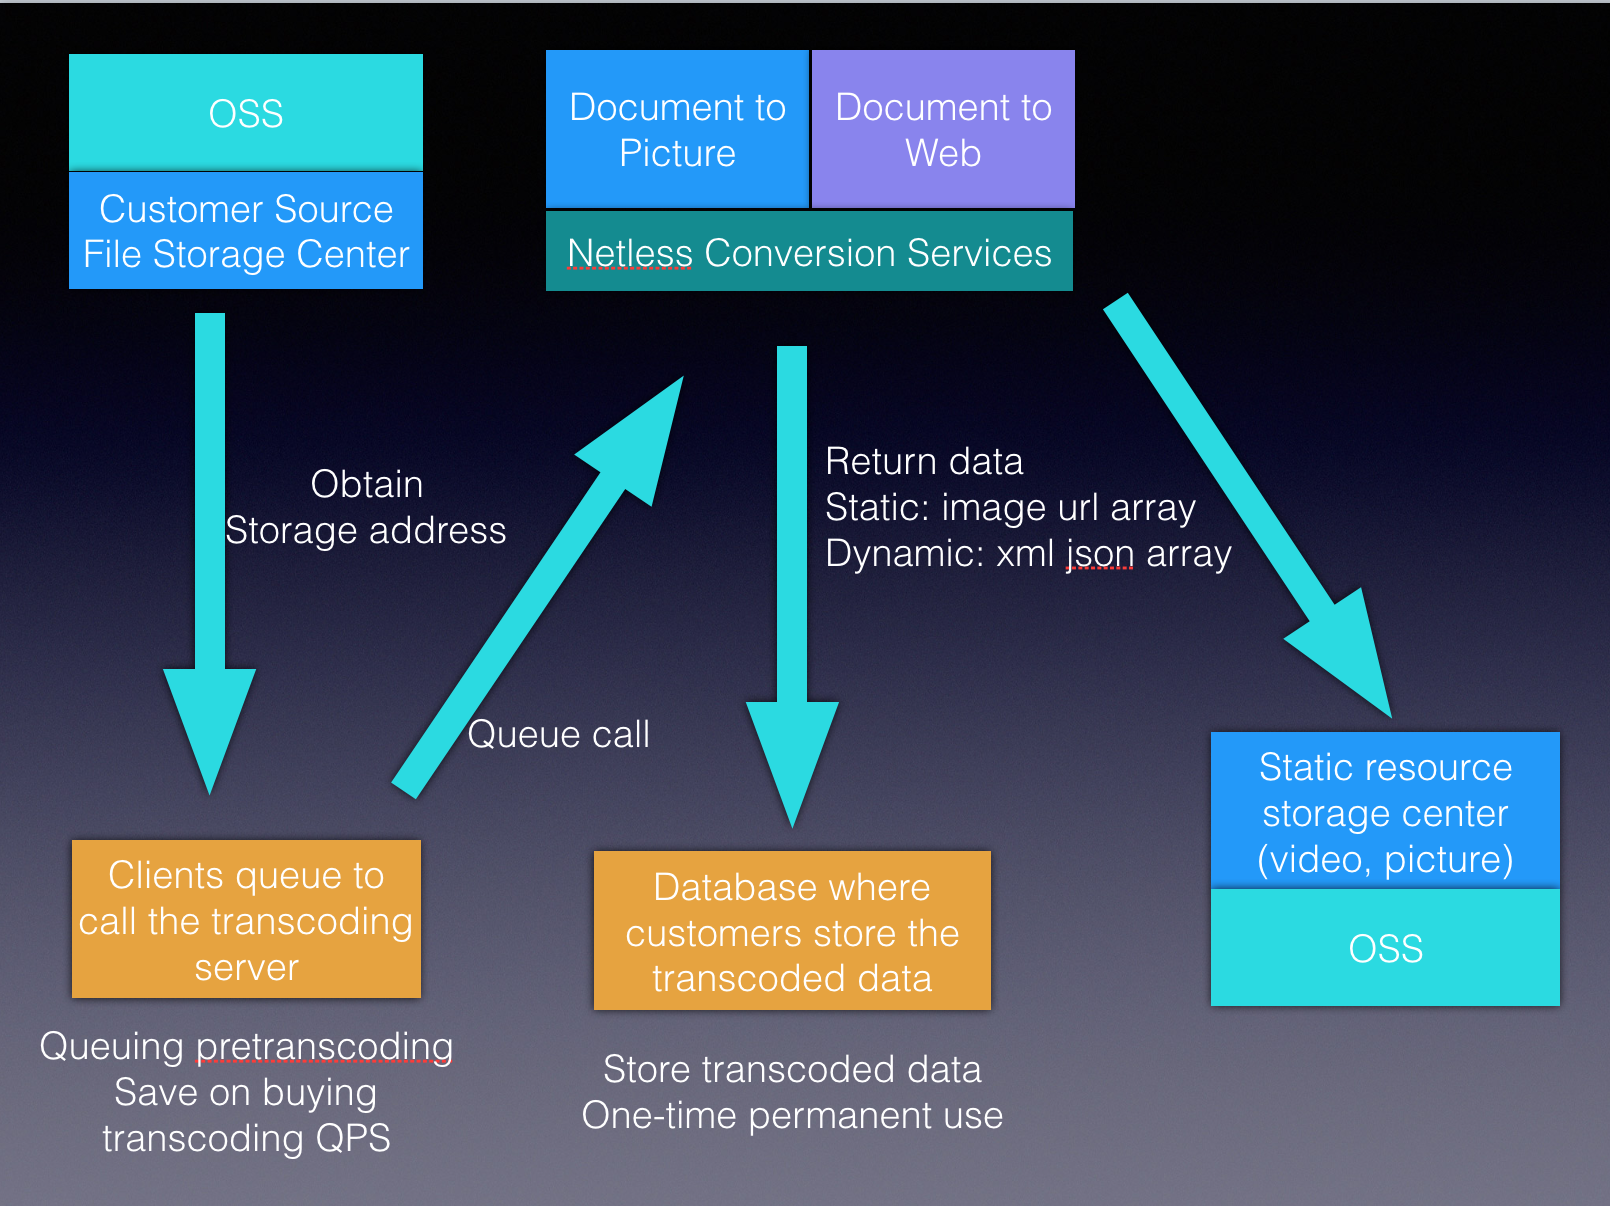 OSS
Customer Source
File Storage Center
Document to
Picture
Document to
Web
Netless Conversion Services
Obtain
Storage address
Queue call
Return data
Static: image url array
Dynamic: xml json array
Clients queue to
call the transcoding
server
Queuing pretranscoding
Save on buying
transcoding QPS
Database where
customers store the
transcoded data
Store transcoded data
One-time permanent use
Static resource
storage center
(video, picture)
OSS